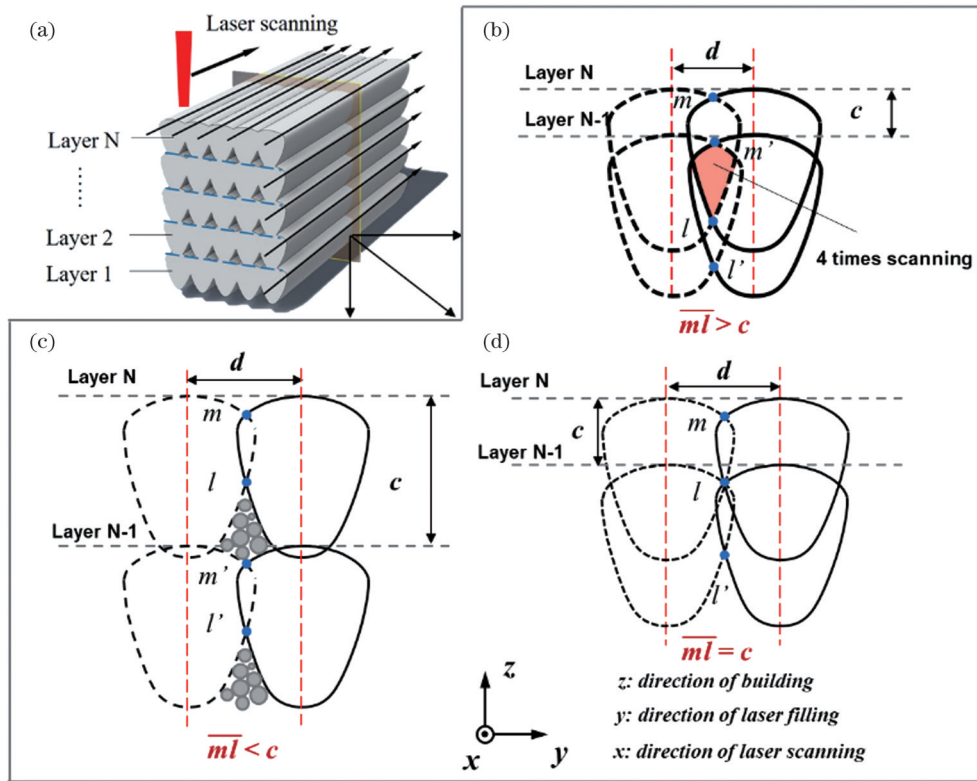 (a)
Laser scanning
Layer N
Layer 2
Layer 1
(b)
d
Layer N
m
c
Layer N-1
m’
l
l’
4 times scanning
ml > c
(c)
Layer N
d
m
l
c
Layer N-1
m’
l’
ml < c
(d)
Layer N
d
m
c
Layer N-1
l
l’
ml = c
z
x
y
z: direction of building
y: direction of laser filling
x: direction of laser scanning